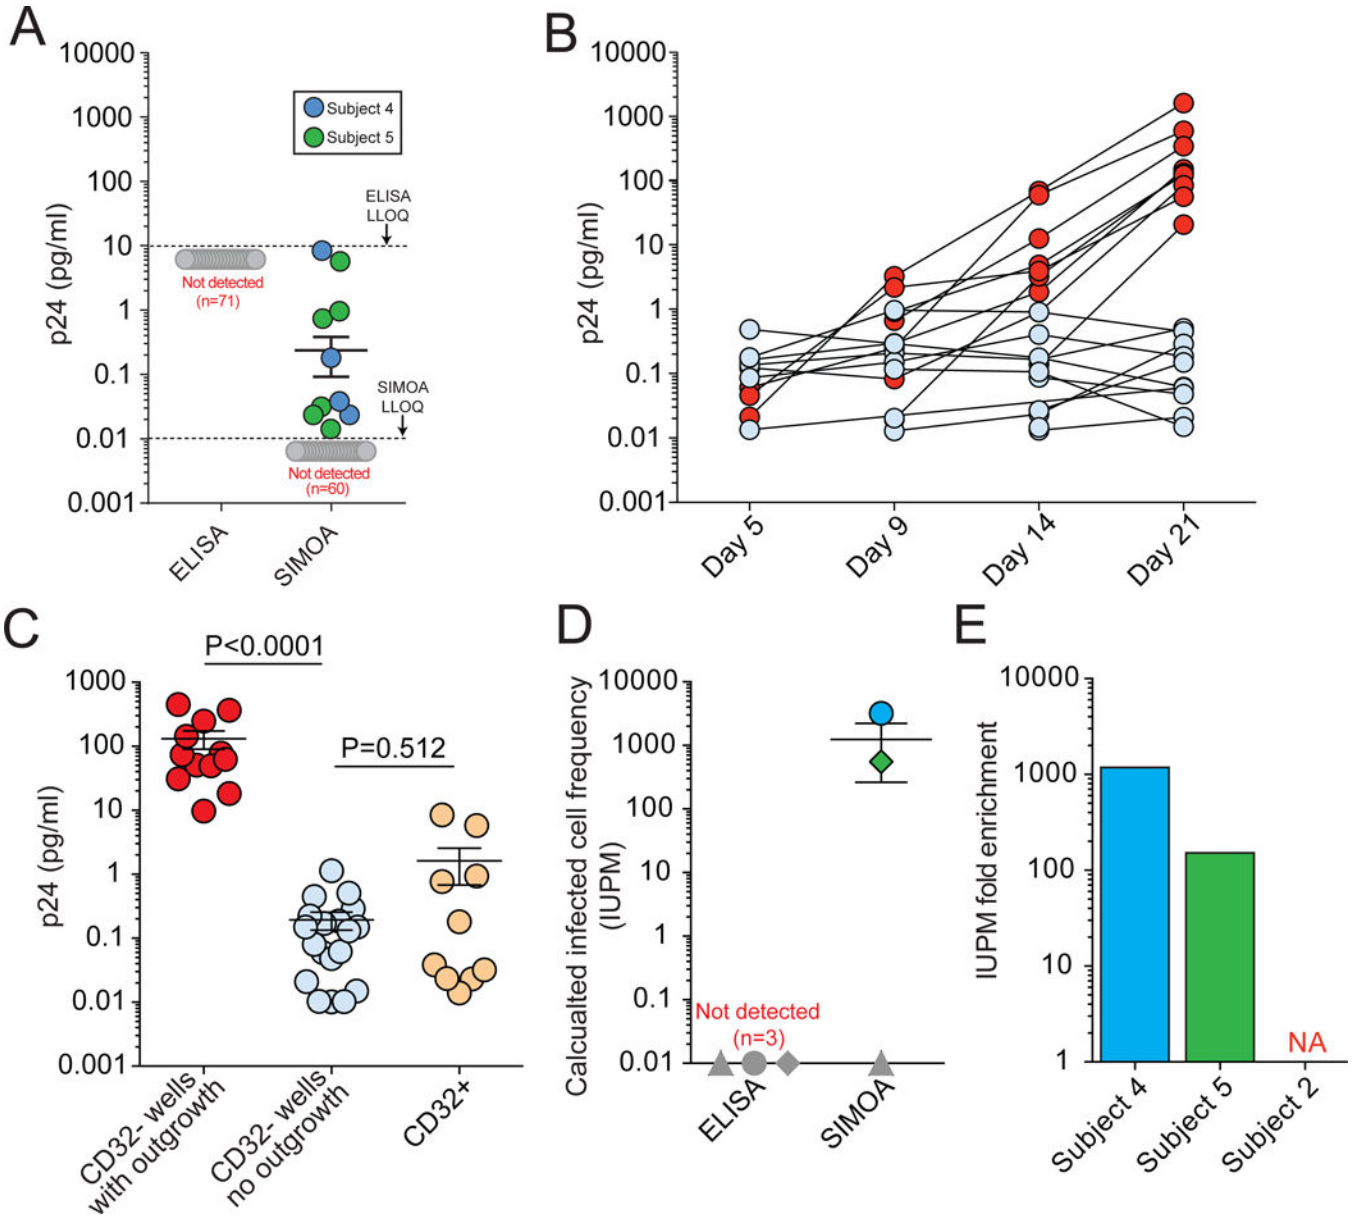 A
10000
1000
100
10
1
0.1
0.01
0.001
p24 (pg/ml)
Subject 4
Subject 5
ELISA
LLOQ
Not detected
(n=71)
SIMOA
LLOQ
Not detected
(n=60)
ELISA
SIMOA
B
10000
1000
100
10
1
0.1
0.01
0.001
p24 (pg/ml)
Day 5
Day 9
Day 14
Day 21
C
P<0.0001
P=0.512
1000
100
10
1
0.1
0.01
0.001
p24 (pg/ml)
CD32- wells
with outgrowth
CD32- wells
no outgrowth
CD32+
D
10000
1000
100
10
1
0.1
0.01
Calcualted infected cell frequency
(IUPM)
Not detected
(n=3)
ELISA
SIMOA
E
10000
1000
100
10
1
IUPM fold enrichment
NA
Subject 4
Subject 5
Subject 2